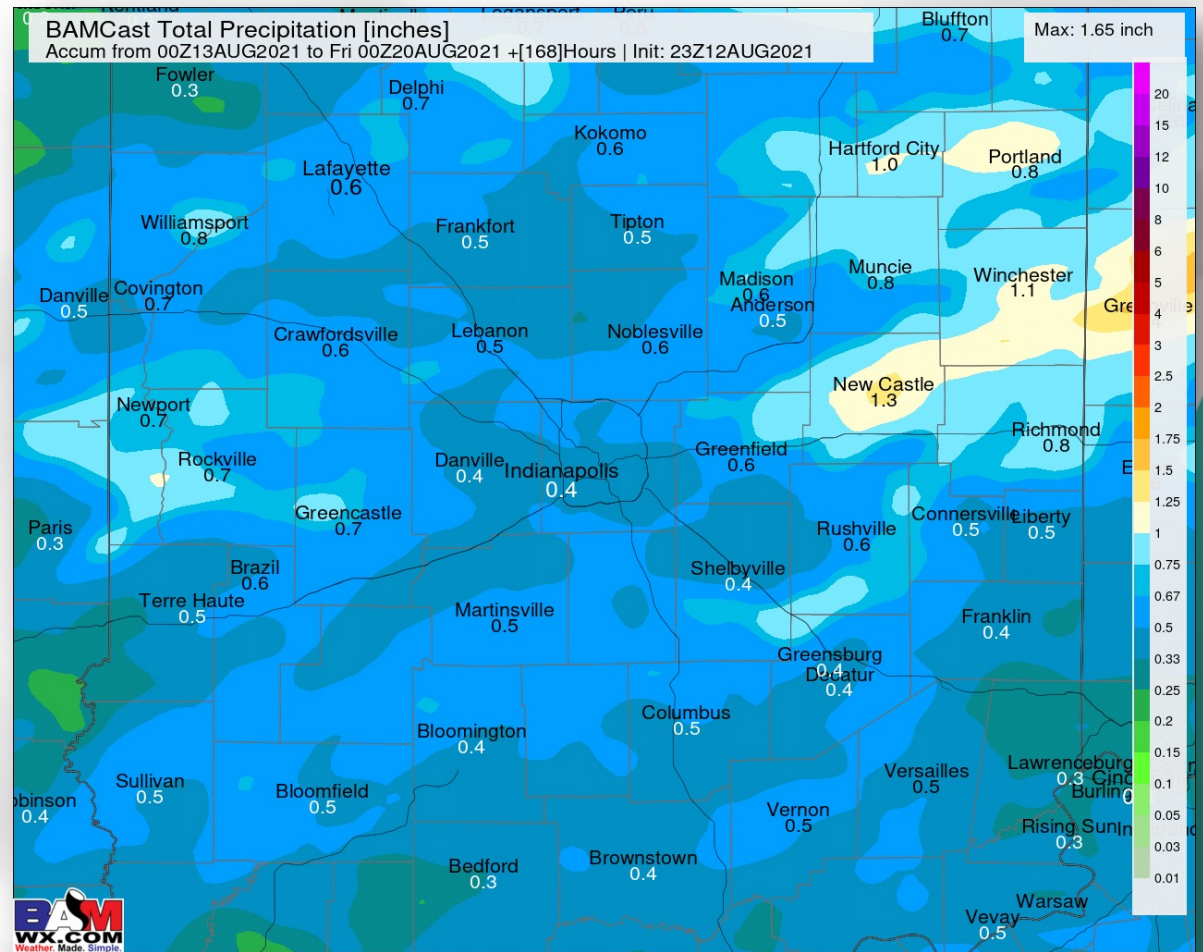 BAMCast Total Precipitation [inches]
Accum from 00Z13AUG2021 to Fri 00Z20AUG2021 +[168]Hours | Init: 23Z12AUG2021
Max: 1.65 inch
Bluffton
0.7
Fowler
0.3
Delphi
0.7
Kokomo
0.6
Hartford City
1.0
Portland
0.8
Lafayette
0.6
Williamsport
0.8
Frankfort
0.5
Tipton
0.5
Madison
0.6
Anderson
0.5
Muncie
0.8
Winchester
1.1
Danville
0.5
Covington
0.7
Crawfordsville
0.6
Lebanon
0.5
Noblesville
0.6
New Castle
1.3
Newport
0.7
Richmond
0.8
Rockville
0.7
Danville
0.4
Indianapolis
0.4
Greenfield
0.6
Greencastle
0.7
Paris
0.3
Rushville
0.6
Connersville
0.5
Liberty
0.5
Brazil
0.6
Shelbyville
0.4
Terre Haute
0.5
Martinsville
0.5
Franklin
0.4
Greensburg
0.4
Decatur
0.4
Columbus
0.5
Bloomington
0.4
Sullivan
0.5
Bloomfield
0.5
Versailles
0.5
Lawrenceburg
0.3
obinson
0.4
Vernon
0.5
Rising Sun
0.3
Bedford
0.3
Brownstown
0.4
Warsaw
Vevay
0.5
20
15
12
10
8
6
5
4
3
2.5
2
1.75
1.5
1.25
1
0.75
0.67
0.5
0.33
0.25
0.2
0.15
0.1
0.05
0.03
0.01
BAM
WX.COM
Weather. Made. Simple.